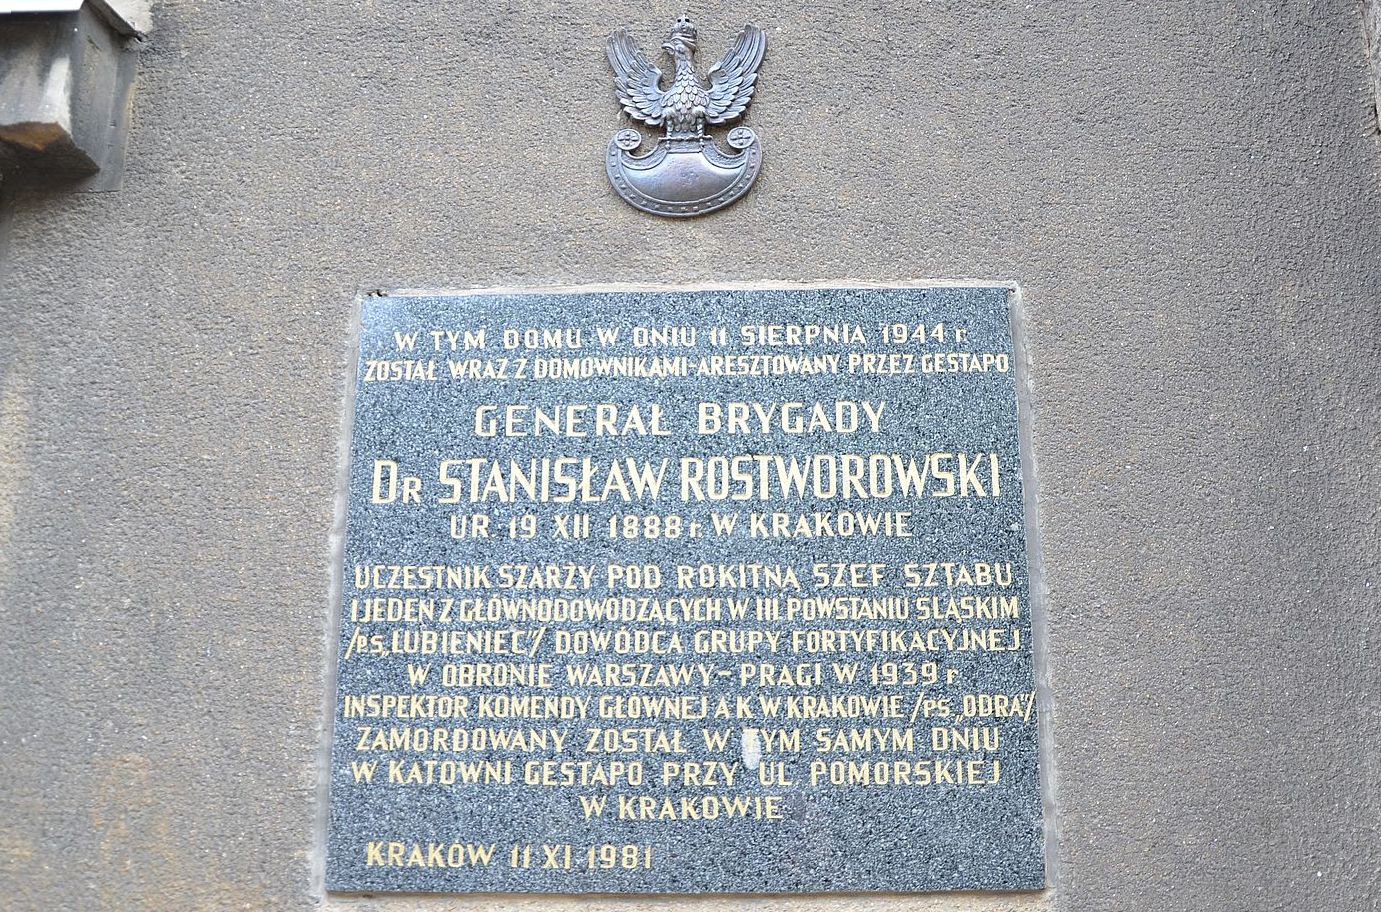 W TYM DOMU W DNIU 11 SIERPNIA 1944 r.
ZOSTAŁ WRAZ Z DOMOWNIKAMI-ARESZTOWANY PRZEZ GESTAPO
GENERAŁ BRYGADY
DR STANISŁAW ROSTWOROWSKI
UR. 19 XII 1888 r. W KRAKOWIE
UCZESTNIK SZARŻY POD ROKITNĄ, SZEF SZTABU
I JEDEN Z GŁÓWNODOWODZĄCYCH W III POWSTANIU ŚLĄSKIM
/PS. „LUBIENIEC”/, DOWÓDCA GRUPY FORTYFIKACYJNEJ
W OBRONIE WARSZAWY-PRAGI W 1939 r.
INSPEKTOR KOMENDY GŁÓWNEJ AK W KRAKOWIE /PS. „ODRA”/
ZAMORDOWANY ZOSTAŁ W TYM SAMYM DNIU
W KATOWNI GESTAPO PRZY UL POMORSKIEJ
W KRAKOWIE
KRAKÓW 11 XI. 1981